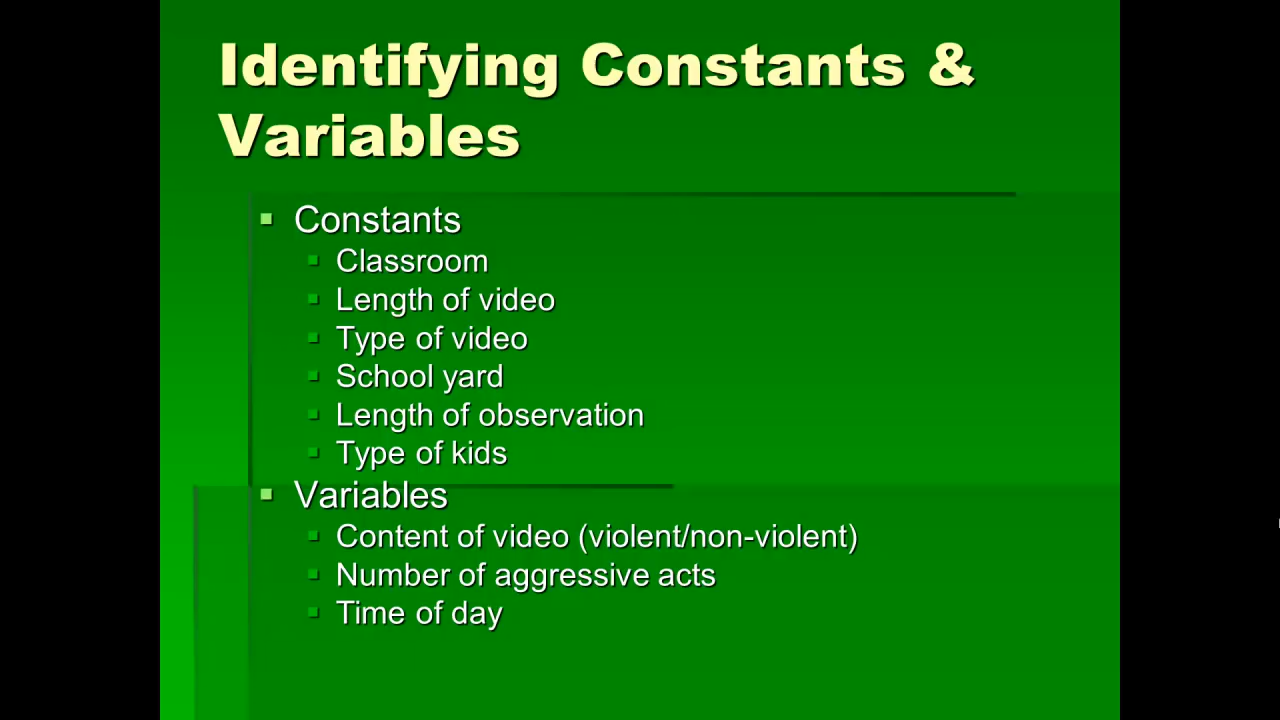 Identifying Constants &
Variables
Constants
Classroom
Length of video
Type of video
School yard
Length of observation
Type of kids
Variables
Content of video (violent/non-violent)
Number of aggressive acts
Time of day